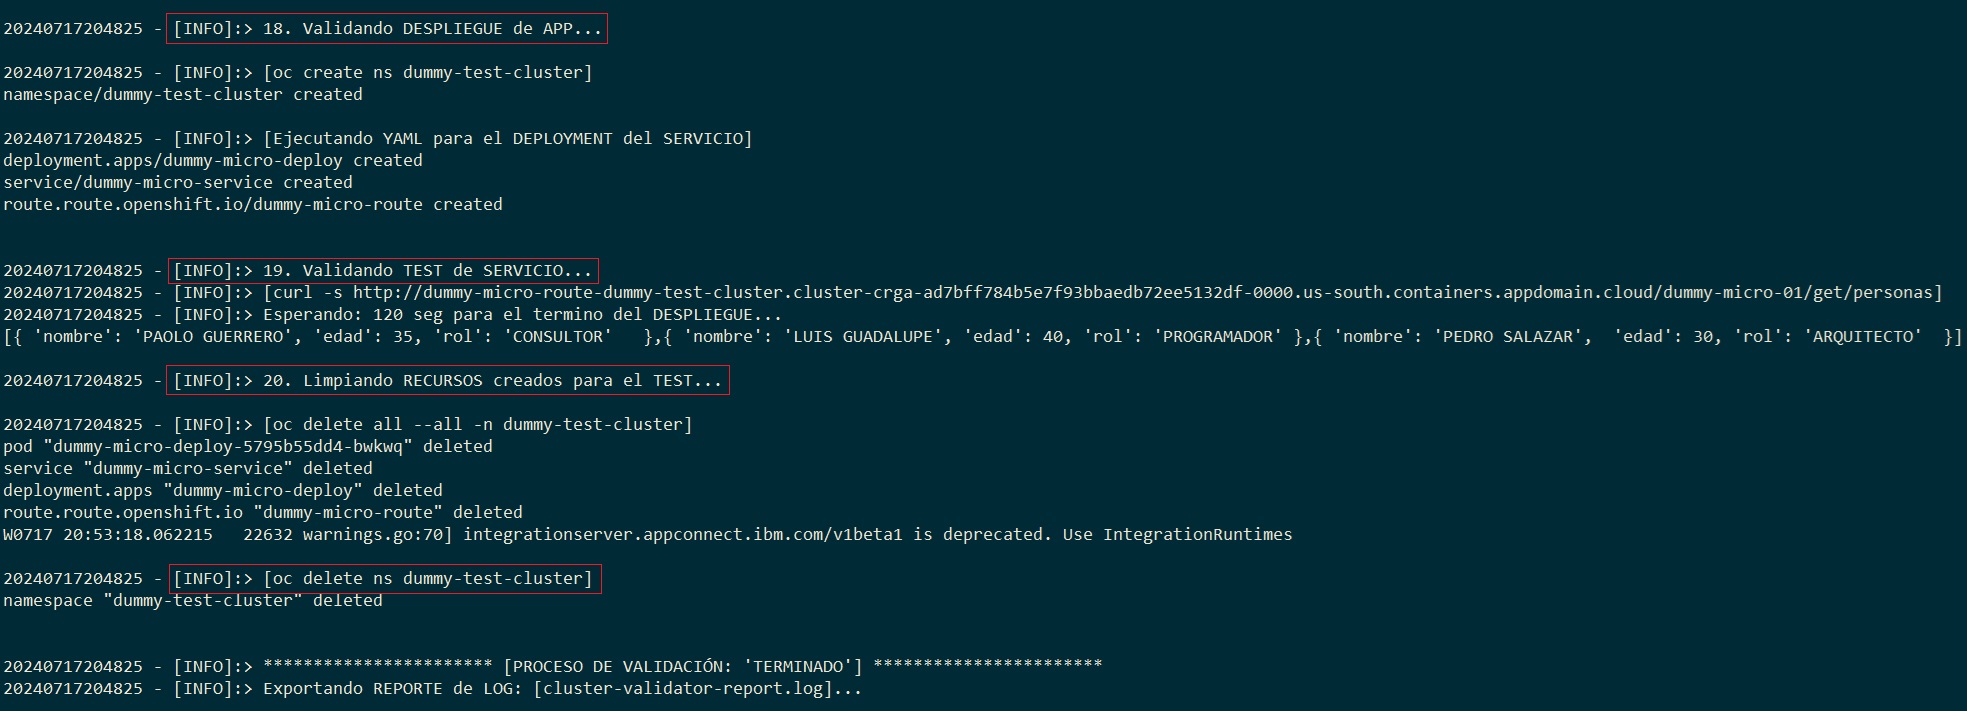 20240717204825 - [INFO]:> 18. Validando DESPLIEGUE de APP...
20240717204825 - [INFO]:> [oc create ns dummy-test-cluster]
namespace/dummy-test-cluster created
20240717204825 - [INFO]:> [Ejecutando YAML para el DEPLOYMENT del SERVICIO]
deployment.apps/dummy-micro-deploy created
service/dummy-micro-service created
route.route.openshift.io/dummy-micro-route created
20240717204825 - [INFO]:> 19. Validando TEST de SERVICIO...
20240717204825 - [INFO]:> [curl -s http://dummy-micro-route-dummy-test-cluster.cluster-crga-ad7bff784b5e7f93bbaedb72ee5132df-0000.us-south.containers.appdomain.cloud/dummy-micro-01/get/personas]
20240717204825 - [INFO]:> Esperando: 120 seg para el termino del DESPLIEGUE...
[{ 'nombre': 'PAOLO GUERRERO', 'edad': 35, 'rol': 'CONSULTOR'   },{ 'nombre': 'LUIS GUADALUPE', 'edad': 40, 'rol': 'PROGRAMADOR' },{ 'nombre': 'PEDRO SALAZAR',  'edad': 30, 'rol': 'ARQUITECTO'  }]
20240717204825 - [INFO]:> 20. Limpiando RECURSOS creados para el TEST...
20240717204825 - [INFO]:> [oc delete all --all -n dummy-test-cluster]
pod "dummy-micro-deploy-5795b55dd4-bwkwq" deleted
service "dummy-micro-service" deleted
deployment.apps "dummy-micro-deploy" deleted
route.route.openshift.io "dummy-micro-route" deleted
W0717 20:53:18.062215   22632 warnings.go:70] integrationserver.appconnect.ibm.com/v1beta1 is deprecated. Use IntegrationRuntimes
20240717204825 - [INFO]:> [oc delete ns dummy-test-cluster]
namespace "dummy-test-cluster" deleted
20240717204825 - [INFO]:> *********************** [PROCESO DE VALIDACIÓN: 'TERMINADO'] ***********************
20240717204825 - [INFO]:> Exportando REPORTE de LOG: [cluster-validator-report.log]...